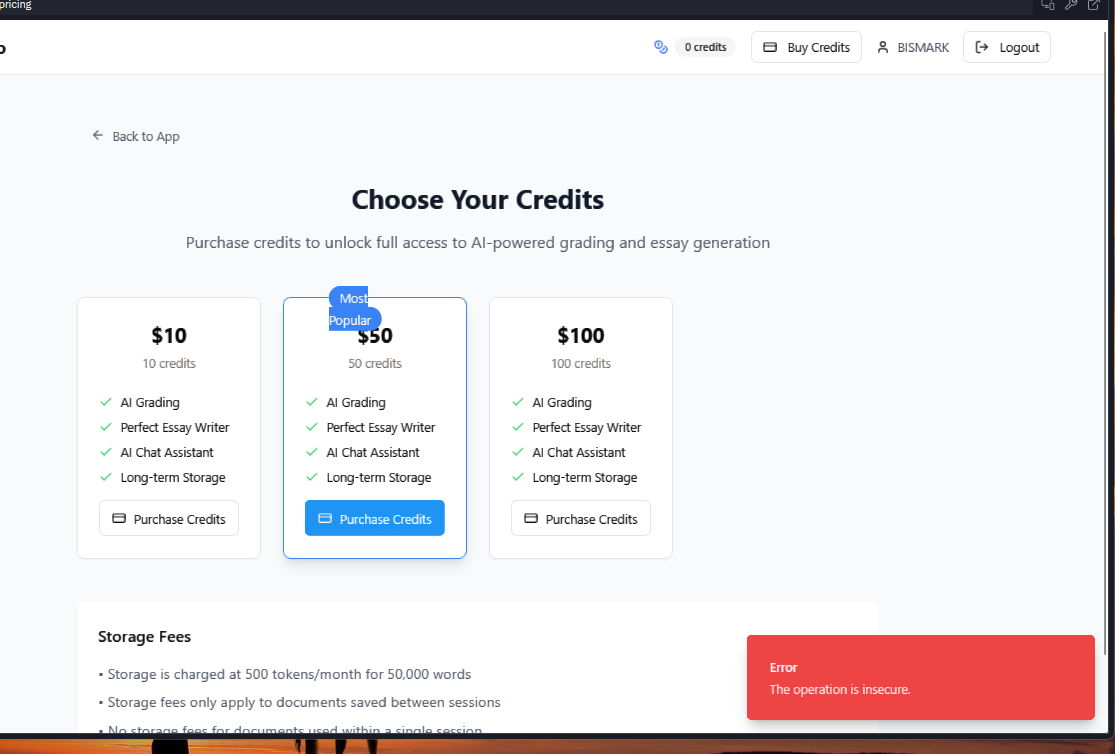 pricing
o
0 credits
Buy Credits
BISMARK
Logout
Back to App
Choose Your Credits
Purchase credits to unlock full access to AI-powered grading and essay generation
$10
10 credits
AI Grading
Perfect Essay Writer
AI Chat Assistant
Long-term Storage
Purchase Credits
Most
Popular
$50
50 credits
AI Grading
Perfect Essay Writer
AI Chat Assistant
Long-term Storage
Purchase Credits
$100
100 credits
AI Grading
Perfect Essay Writer
AI Chat Assistant
Long-term Storage
Purchase Credits
Storage Fees
• Storage is charged at 500 tokens/month for 50,000 words
• Storage fees only apply to documents saved between sessions
• No storage fees for documents used within a single session
Error
The operation is insecure.